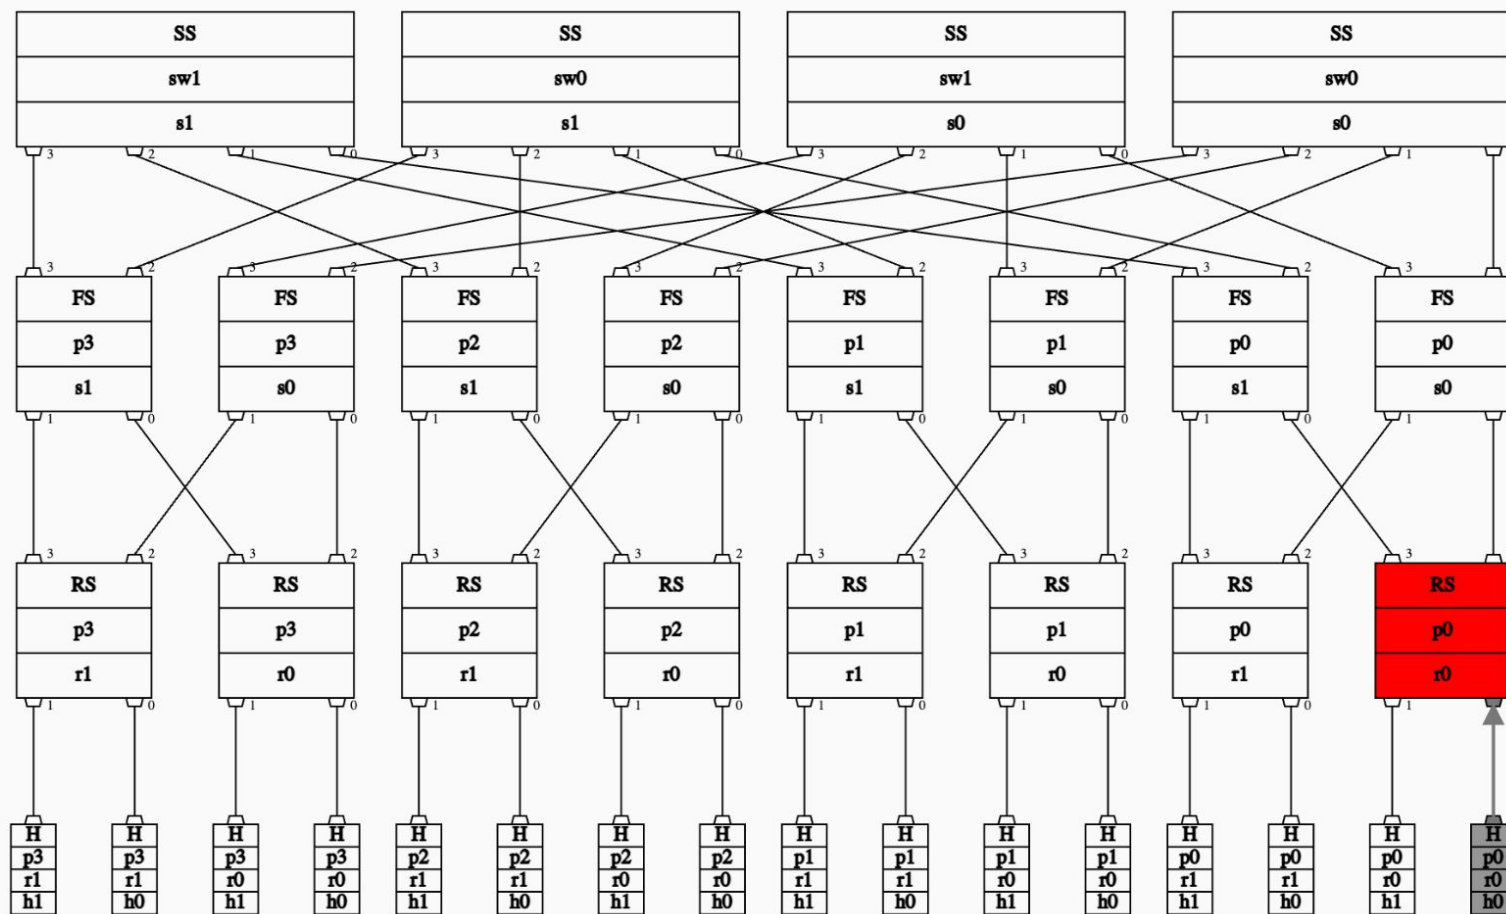 SS SS SS SS
sw1 sw0 sw1 sw0
s1 s1 s0 s0
3 2 1 0 3 2 1 0 3 2 1 0 3 2 1
3 2 3 2 3 2 3 2 3 2 3 2 3 2 3
FS FS FS FS FS FS FS FS
p3 p3 p2 p2 p1 p1 p0 p0
s1 s0 s1 s0 s1 s0 s1 s0
1 0 1 0 1 0 1 0 1 0 1 0 1 0 1
3 2 3 2 3 2 3 2 3 2 3 2 3 2 3
RS RS RS RS RS RS RS RS
p3 p3 p2 p2 p1 p1 p0 p0
r1 r0 r1 r0 r1 r0 r1 r0
1 0 1 0 1 0 1 0 1 0 1 0 1 0 1
H H H H H H H H H H H H H H H H
p3 p3 p3 p3 p2 p2 p2 p2 p1 p1 p1 p1 p0 p0 p0 p0
r1 r1 r0 r0 r1 r1 r0 r0 r1 r1 r0 r0 r1 r1 r0 r0
h1 h0 h1 h0 h1 h0 h1 h0 h1 h0 h1 h0 h1 h0 h1 h0